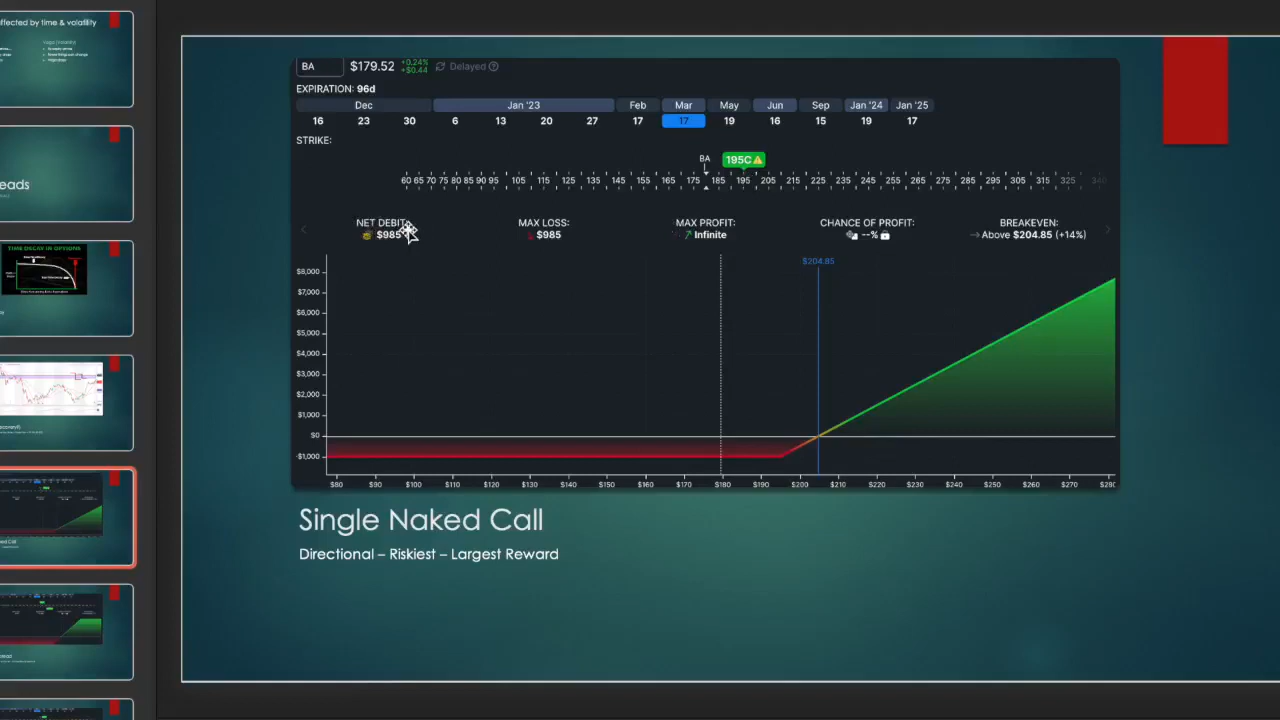 ffected by time & volatility
TIME DECAY IN OPTIONS
eads
BA $179.52 +0.24% +$0.44 Delayed
EXPIRATION: 96d
Dec Jan '23 Feb Mar May Jun Sep Jan '24 Jan '25
16 23 30 6 13 20 27 17 17 19 16 15 19 17
STRIKE:
BA 195C
60 65 70 75 80 85 90 95 105 115 125 135 145 155 165 175 185 195 205 215 225 235 245 255 265 275 285 295 305 315 325
NET DEBIT: MAX LOSS: MAX PROFIT: CHANCE OF PROFIT: BREAKEVEN:
$985 $985 Infinite --% Above $204.85 (+14%)
$204.85
$8,000
$7,000
$6,000
$5,000
$4,000
$3,000
$2,000
$1,000
$0
-$1,000
$80 $90 $100 $110 $120 $130 $140 $150 $160 $170 $180 $190 $200 $210 $220 $230 $240 $250 $260 $270 $28
Single Naked Call
Directional – Riskiest – Largest Reward